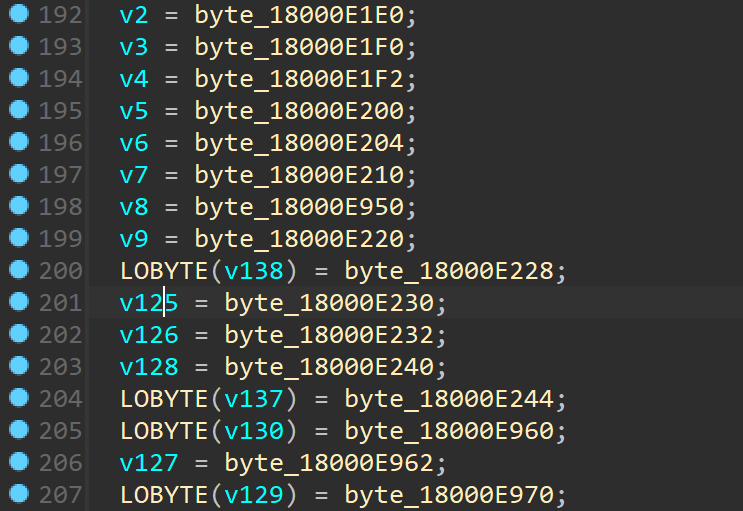 192 v2 = byte_18000E1E0;
193 v3 = byte_18000E1F0;
194 v4 = byte_18000E1F2;
195 v5 = byte_18000E200;
196 v6 = byte_18000E204;
197 v7 = byte_18000E210;
198 v8 = byte_18000E950;
199 v9 = byte_18000E220;
200 LOBYTE(v138) = byte_18000E228;
201 v125 = byte_18000E230;
202 v126 = byte_18000E232;
203 v128 = byte_18000E240;
204 LOBYTE(v137) = byte_18000E244;
205 LOBYTE(v130) = byte_18000E960;
206 v127 = byte_18000E962;
207 LOBYTE(v129) = byte_18000E970;